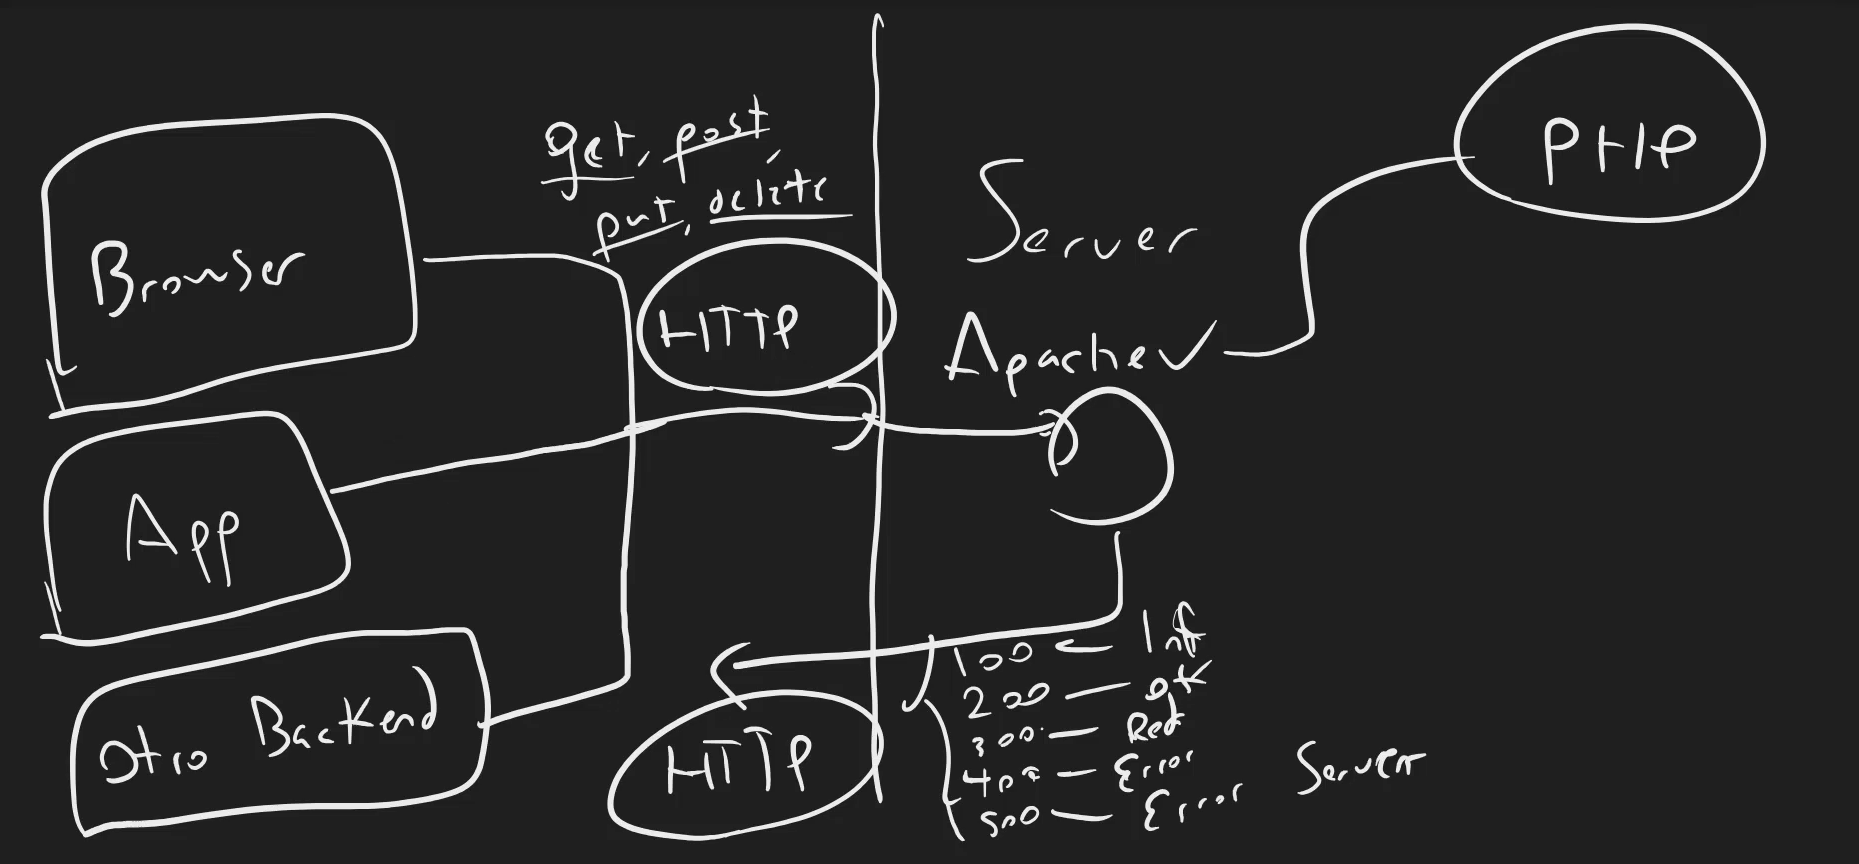 get, post,
put, delete
Browser
HTTP
Server
Apache
PHP
App
Otro Backend
HTTP
100 Inf
200 ok
300 Red
400 Error
500 Error Server